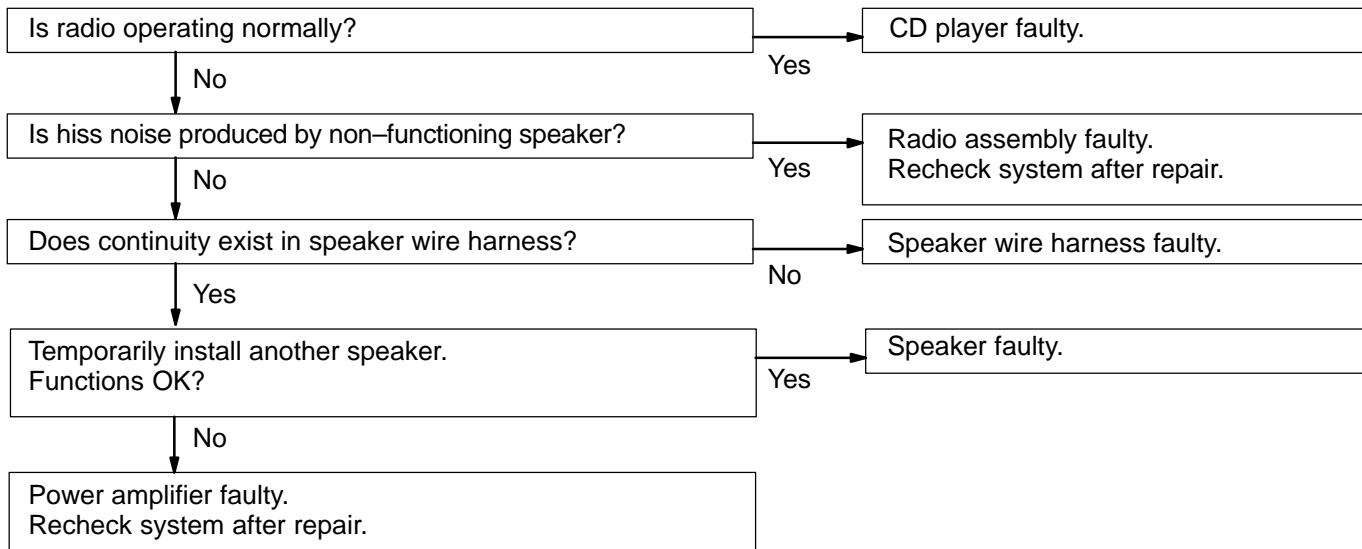 Is radio operating normally?
Yes
CD player faulty.
No
Is hiss noise produced by non–functioning speaker?
Yes
Radio assembly faulty.
Recheck system after repair.
No
Does continuity exist in speaker wire harness?
No
Speaker wire harness faulty.
Yes
Temporarily install another speaker.
Functions OK?
Yes
Speaker faulty.
No
Power amplifier faulty.
Recheck system after repair.